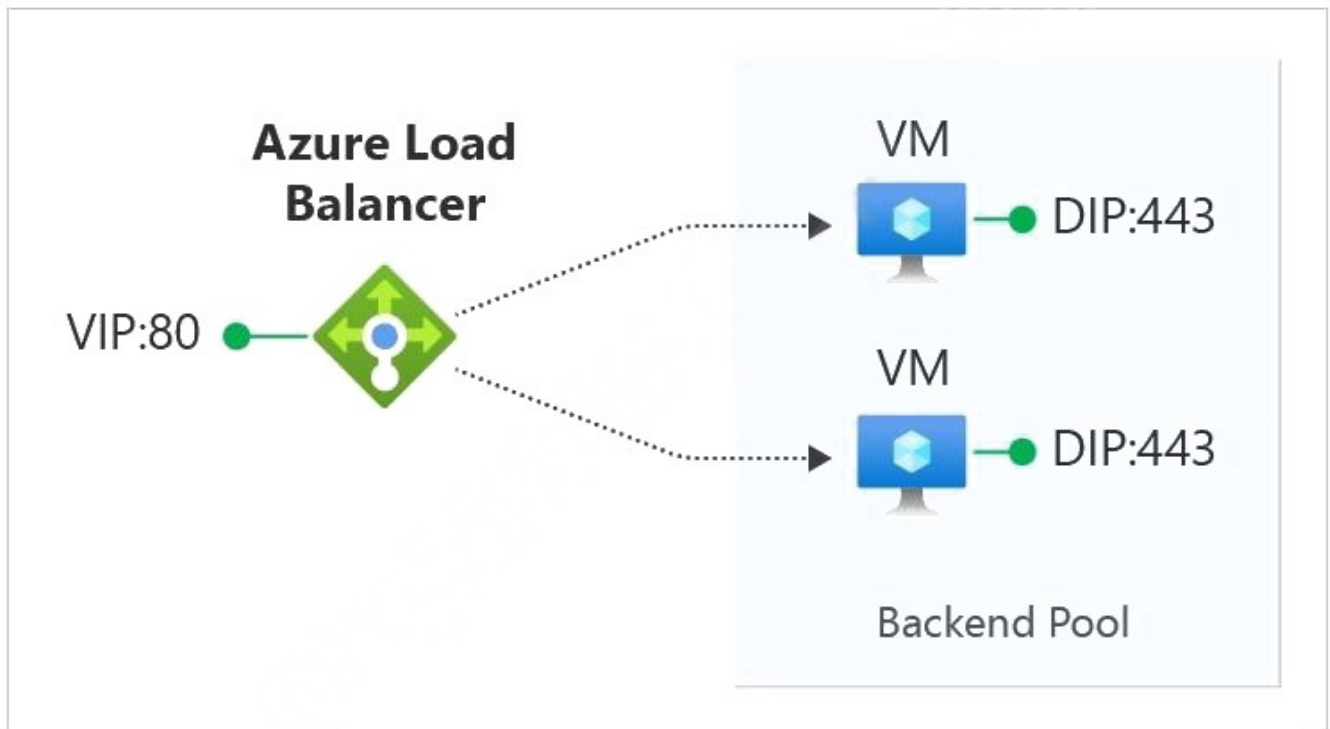 Azure Load
Balancer
VIP:80
VM
DIP:443
VM
DIP:443
Backend Pool